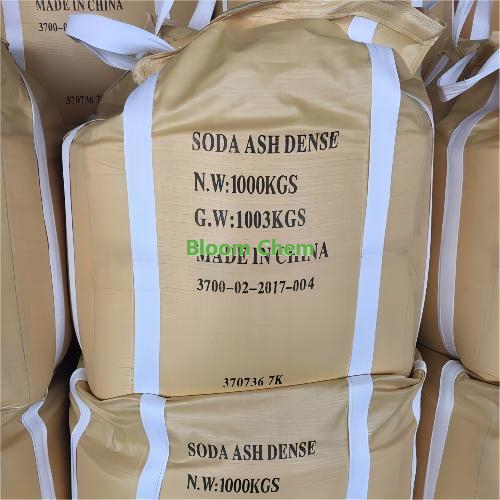 MADE IN CHINA
370736 7K
SODA ASH DENSE
N.W:1000KGS
G.W:1003KGS
Bloom Chem
MADE IN CHINA
3700-02-2017-004
370736 7K
SODA ASH DENSE
N.W:1000KGS